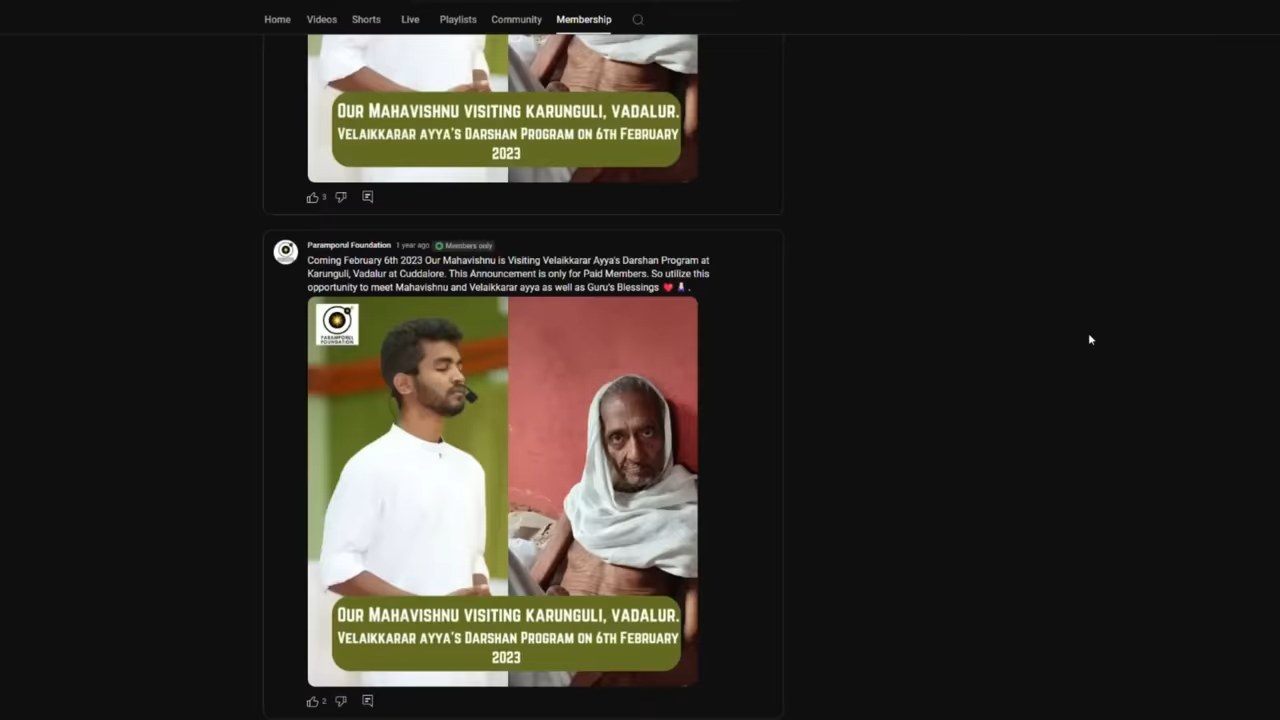 Home Videos Shorts Live Playlists Community Membership
OUR MAHAVISHNU VISITING KARUNGULI, VADALUR.
VELAIKKARAR AYYA'S DARSHAN PROGRAM ON 6TH FEBRUARY
2023
3
Paramporul Foundation 1 year ago Members only
Coming February 6th 2023 Our Mahavishnu is Visiting Velaikkarar Ayya's Darshan Program at
Karunguli, Vadalur at Cuddalore. This Announcement is only for Paid Members. So utilize this
opportunity to meet Mahavishnu and Velaikkarar ayya as well as Guru's Blessings ❤️ .
PARAMPORUL
FOUNDATION
OUR MAHAVISHNU VISITING KARUNGULI, VADALUR.
VELAIKKARAR AYYA'S DARSHAN PROGRAM ON 6TH FEBRUARY
2023
2